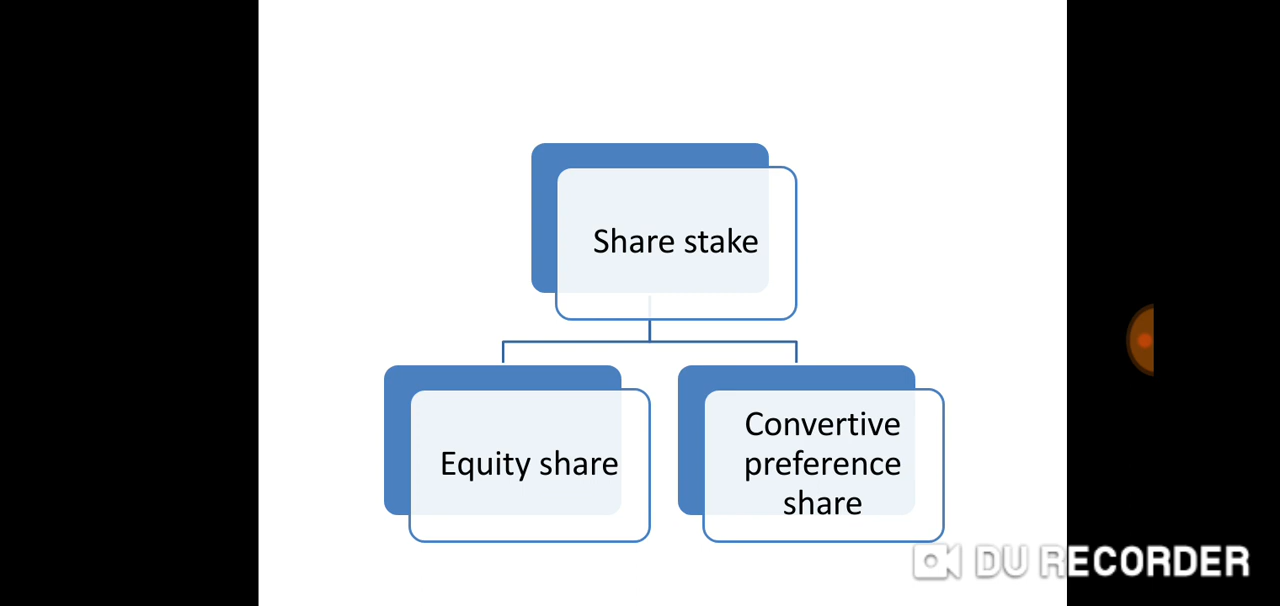 Share stake
Equity share
Convertive
preference
share
DU RECORDER